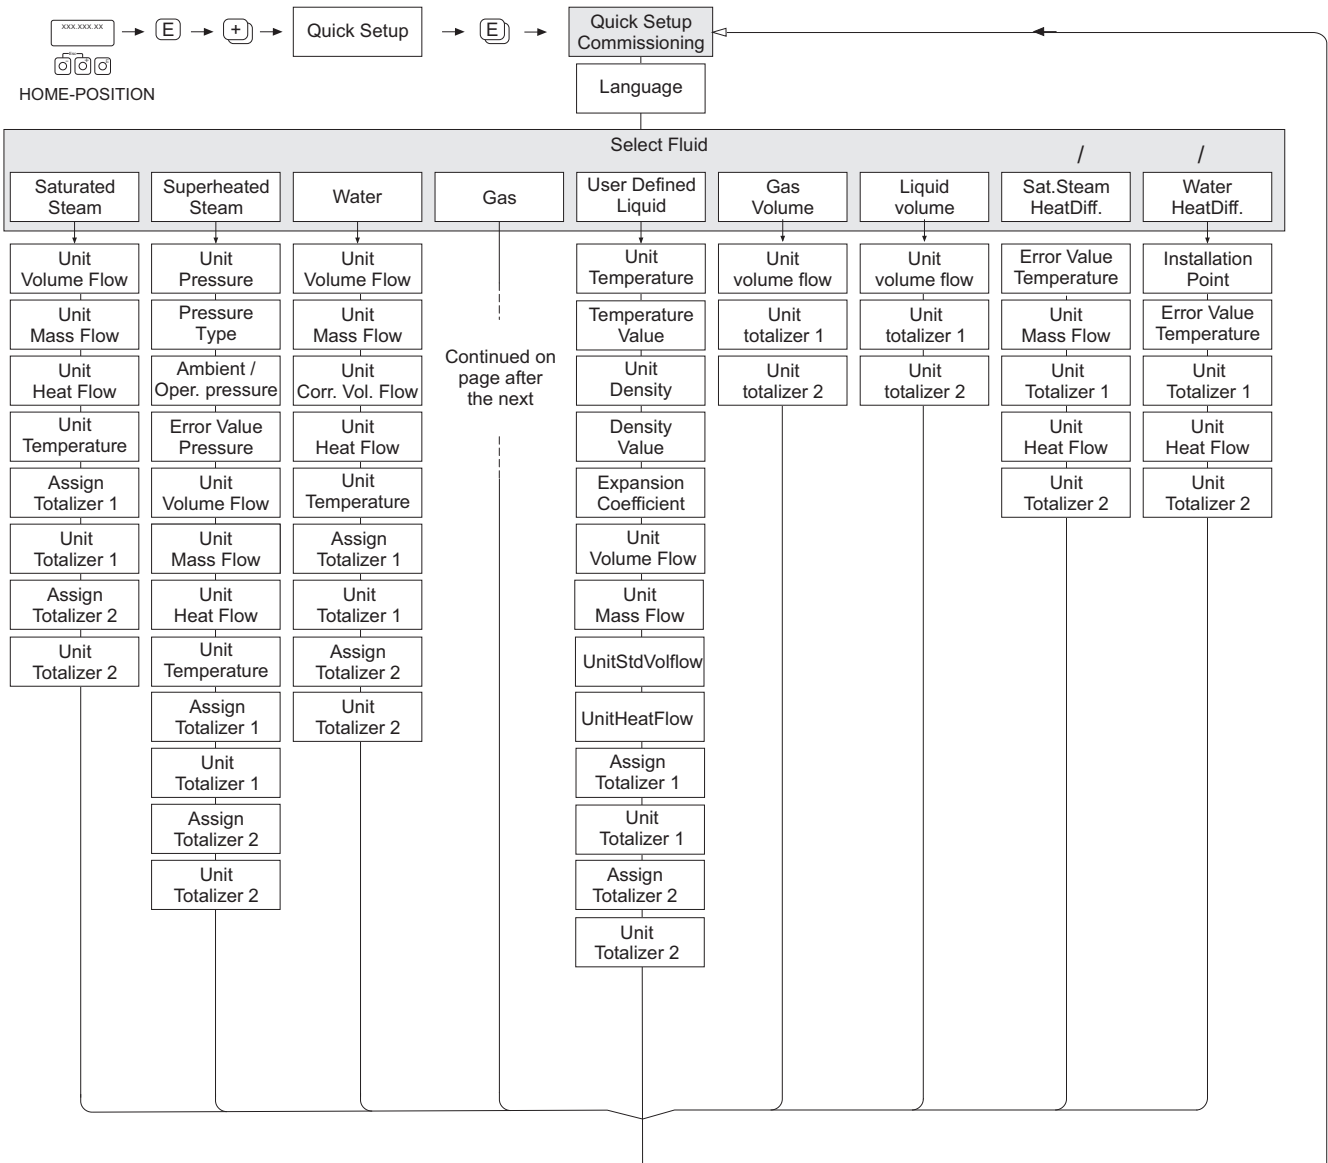 xxx.xxx.xx
Esc
- + E
E
+
Quick Setup
E
Quick Setup
Commissioning
HOME-POSITION
Language
Select Fluid
/
/
Saturated
Steam
Superheated
Steam
Water
Gas
User Defined
Liquid
Gas
Volume
Liquid
volume
Sat.Steam
HeatDiff.
Water
HeatDiff.
Unit
Volume Flow
Unit
Mass Flow
Unit
Heat Flow
Unit
Temperature
Assign
Totalizer 1
Unit
Totalizer 1
Assign
Totalizer 2
Unit
Totalizer 2
Unit
Pressure
Pressure
Type
Ambient /
Oper. pressure
Error Value
Pressure
Unit
Volume Flow
Unit
Mass Flow
Unit
Heat Flow
Unit
Temperature
Assign
Totalizer 1
Unit
Totalizer 1
Assign
Totalizer 2
Unit
Totalizer 2
Unit
Volume Flow
Unit
Mass Flow
Unit
Corr. Vol. Flow
Unit
Heat Flow
Unit
Temperature
Assign
Totalizer 1
Unit
Totalizer 1
Assign
Totalizer 2
Unit
Totalizer 2
Continued on
page after
the next
Unit
Temperature
Temperature
Value
Unit
Density
Density
Value
Expansion
Coefficient
Unit
Volume Flow
Unit
Mass Flow
UnitStdVolflow
UnitHeatFlow
Assign
Totalizer 1
Unit
Totalizer 1
Assign
Totalizer 2
Unit
Totalizer 2
Unit
volume flow
Unit
totalizer 1
Unit
totalizer 2
Unit
volume flow
Unit
totalizer 1
Unit
totalizer 2
Error Value
Temperature
Unit
Mass Flow
Unit
Totalizer 1
Unit
Heat Flow
Unit
Totalizer 2
Installation
Point
Error Value
Temperature
Unit
Totalizer 1
Unit
Heat Flow
Unit
Totalizer 2